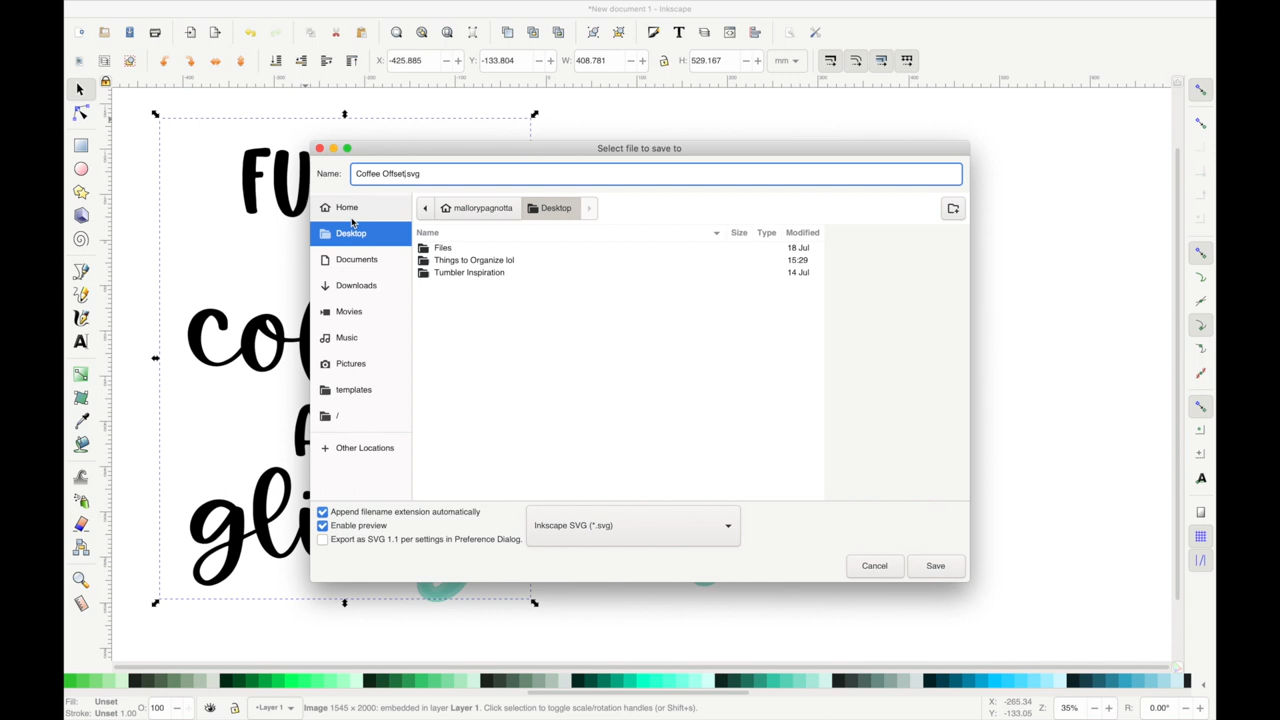 *New document 1 - Inkscape
X: -425.885 Y: -133.804 W: 408.781 H: 529.167 mm
FU
cof
gli
Select file to save to
Name: Coffee Offset.svg
Home
Desktop
Documents
Downloads
Movies
Music
Pictures
templates
/
Other Locations
mallorypagnotta Desktop
Name Size Type Modified
Files 18 Jul
Things to Organize lol 15:29
Tumbler Inspiration 14 Jul
Append filename extension automatically
Enable preview
Export as SVG 1.1 per settings in Preference Dialog.
Inkscape SVG (*.svg)
Cancel Save
Fill: Unset
Stroke: Unset 1.00
O: 100
•Layer 1
Image 1545 x 2000: embedded in layer Layer 1. Click selection to toggle scale/rotation handles (or Shift+s).
X: -265.34
Y: -133.05
Z: 35%
R: 0.00°